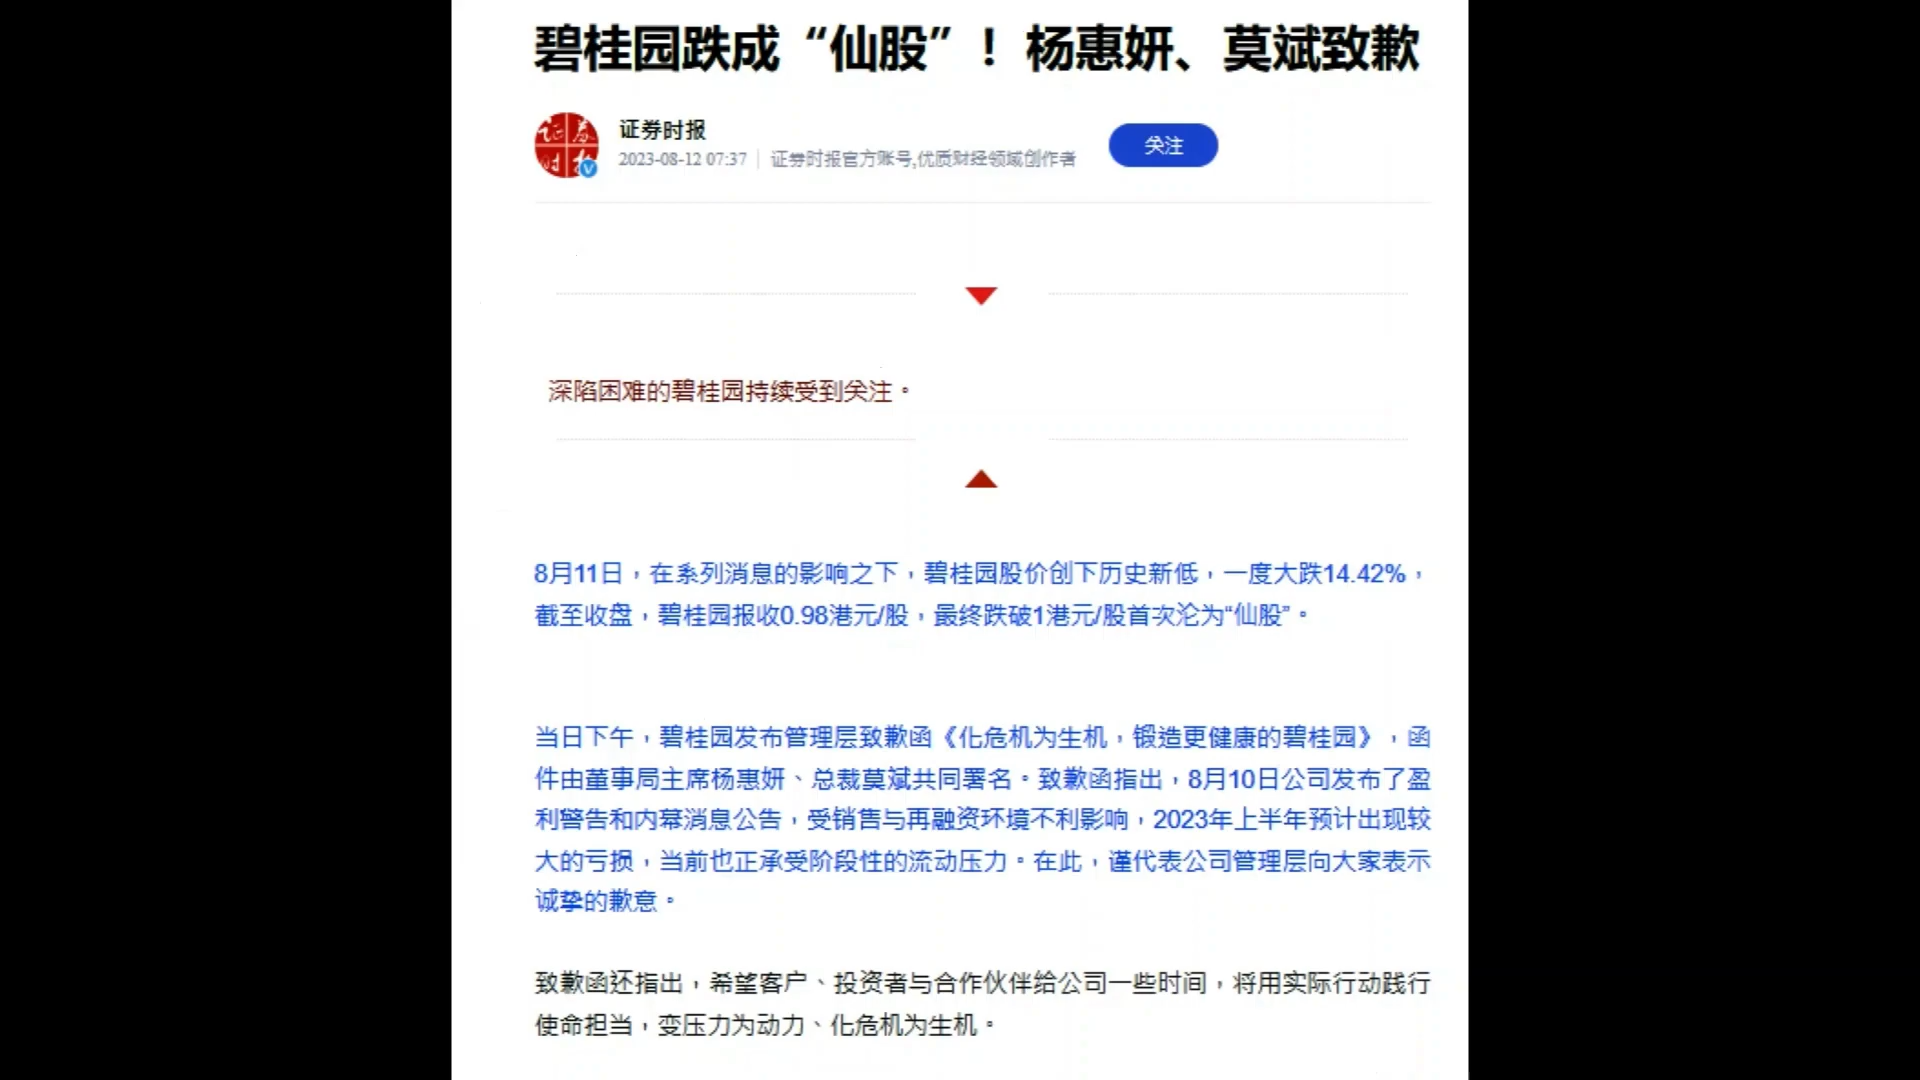 碧桂园跌成“仙股”！杨惠妍、莫斌致歉
证券时报
2023-08-12 07:37
证券时报官方账号,优质财经领域创作者
关注
深陷困难的碧桂园持续受到关注。
8月11日，在系列消息的影响之下，碧桂园股价创下历史新低，一度大跌14.42%，
截至收盘，碧桂园报收0.98港元/股，最终跌破1港元/股首次沦为“仙股”。
当日下午，碧桂园发布管理层致歉函《化危机为生机，锻造更健康的碧桂园》，函
件由董事局主席杨惠妍、总裁莫斌共同署名。致歉函指出，8月10日公司发布了盈
利警告和内幕消息公告，受销售与再融资环境不利影响，2023年上半年预计出现较
大的亏损，当前也正承受阶段性的流动压力。在此，谨代表公司管理层向大家表示
诚挚的歉意。
致歉函还指出，希望客户、投资者与合作伙伴给公司一些时间，将用实际行动践行
使命担当，变压力为动力、化危机为生机。